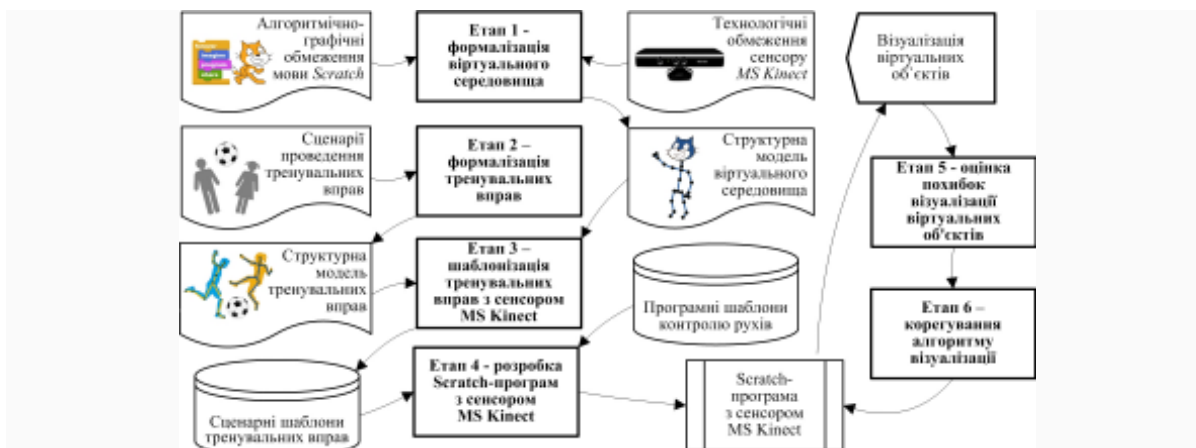 Алгоритмічно-
графічні
обмеження
мови Scratch
Етап 1 -
формалізація
віртуального
середовища
Технологічні
обмеження
сенсору
MS Kinect
Візуалізація
віртуальних
об'єктів
Сценарії
проведення
тренувальних
вправ
Етап 2 –
формалізація
тренувальних
вправ
Структурна
модель
віртуального
середовища
Етап 5 - оцінка
похибок
візуалізації
віртуальних
об'єктів
Структурна
модель
тренувальних
вправ
Етап 3 –
шаблонізація
тренувальних
вправ з сенсором
MS Kinect
Програмні шаблони
контролю рухів
Етап 6 –
корегування
алгоритму
візуалізації
Сценарні шаблони
тренувальних вправ
Етап 4 - розробка
Scratch-програм
з сенсором
MS Kinect
Scratch-
програма
з сенсором
MS Kinect